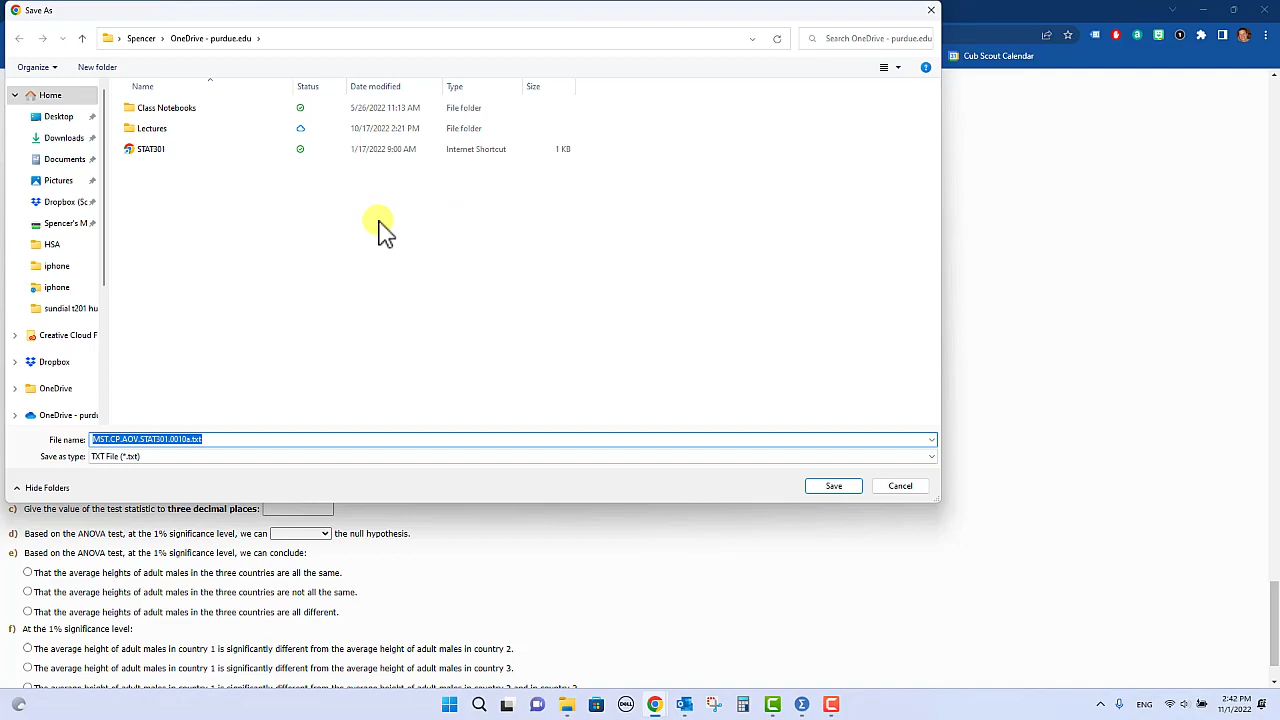 Save As
Spencer
OneDrive - purdue.edu
Search OneDrive - purdue.edu
Cub Scout Calendar
Organize
New folder
Name
Status
Date modified
Type
Size
Home
Class Notebooks
5/26/2022 11:13 AM
File folder
Desktop
Lectures
10/17/2022 2:21 PM
File folder
Downloads
STAT301
1/17/2022 9:00 AM
Internet Shortcut
1 KB
Documents
Pictures
Dropbox (Sc
Spencer's M
HSA
iphone
iphone
sundial t201 hu
Creative Cloud F
Dropbox
OneDrive
OneDrive - purdu
File name:
MST.CP.AOV.STAT301.0010a.txt
Save as type:
TXT File (*.txt)
Hide Folders
Save
Cancel
c) Give the value of the test statistic to three decimal places:
d) Based on the ANOVA test, at the 1% significance level, we can the null hypothesis.
e) Based on the ANOVA test, at the 1% significance level, we can conclude:
That the average heights of adult males in the three countries are all the same.
That the average heights of adult males in the three countries are not all the same.
That the average heights of adult males in the three countries are all different.
f) At the 1% significance level:
The average height of adult males in country 1 is significantly different from the average height of adult males in country 2.
The average height of adult males in country 1 is significantly different from the average height of adult males in country 3.
DELL
ENG
2:42 PM
11/1/2022